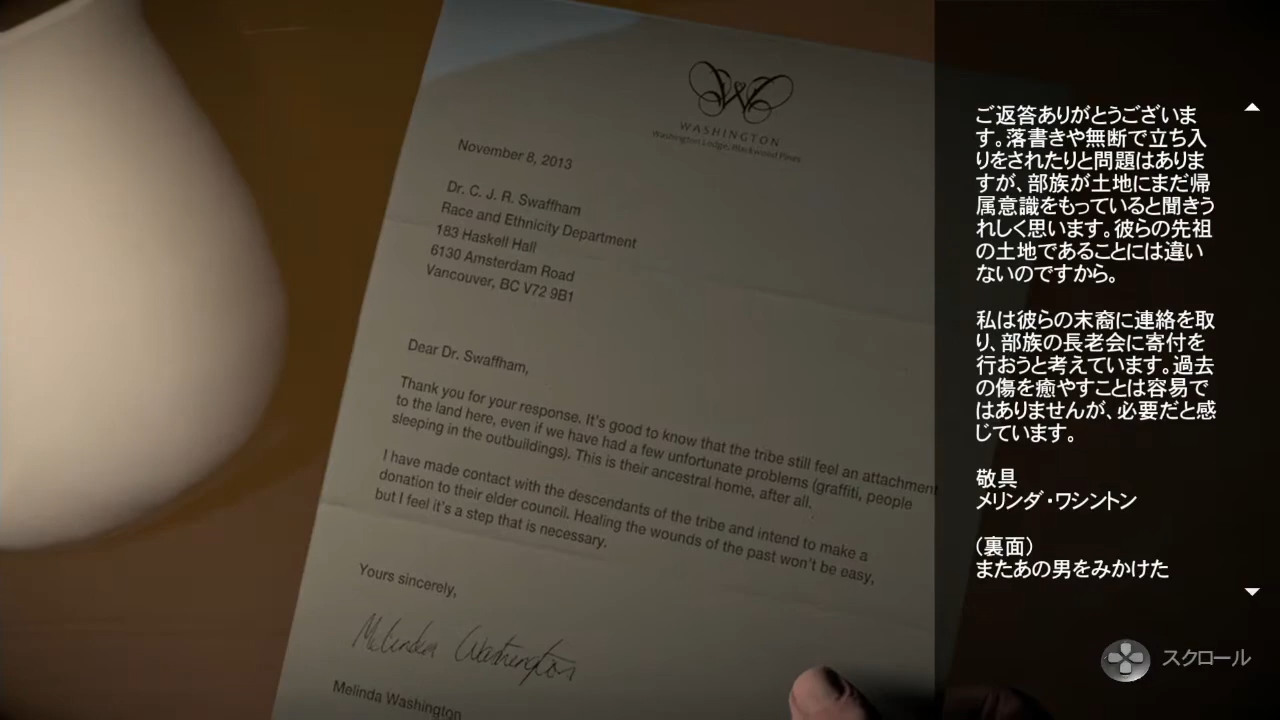 WASHINGTON
Washington Lodge, Blackwood Pines
November 8, 2013
Dr. C. J. R. Swaffham
Race and Ethnicity Department
183 Haskell Hall
6130 Amsterdam Road
Vancouver, BC V72 9B1
Dear Dr. Swaffham,
Thank you for your response. It's good to know that the tribe still feel an attachment
to the land here, even if we have had a few unfortunate problems (graffiti, people
sleeping in the outbuildings). This is their ancestral home, after all.
I have made contact with the descendants of the tribe and intend to make a
donation to their elder council. Healing the wounds of the past won't be easy,
but I feel it's a step that is necessary.
Yours sincerely,
Melinda Washington
Melinda Washington
ご返答ありがとうございま
す。落書きや無断で立ち入
りをされたりと問題はありま
すが、部族が土地にまだ帰
属意識をもっていると聞きう
れしく思います。彼らの先祖
の土地であることには違い
ないのですから。
私は彼らの末裔に連絡を取
り、部族の長老会に寄付を
行おうと考えています。過去
の傷を癒やすことは容易で
はありませんが、必要だと感
じています。
敬具
メリンダ・ワシントン
（裏面）
またあの男をみかけた
スクロール